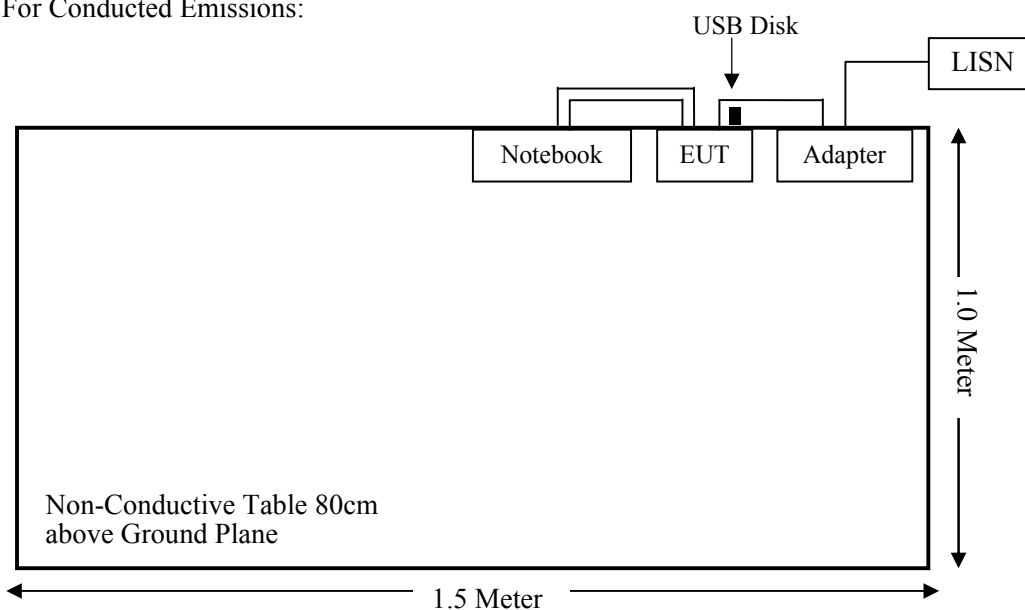 For Conducted Emissions:
USB Disk
LISN
Notebook
EUT
Adapter
1.0 Meter
Non-Conductive Table 80cm
above Ground Plane
1.5 Meter